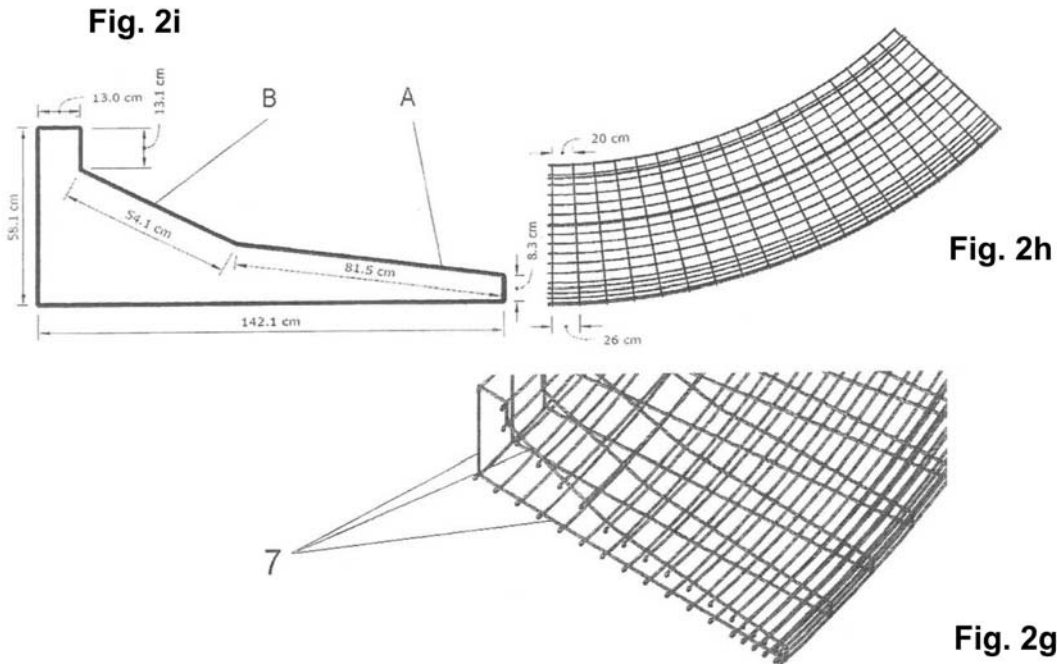 Fig. 2i
13.0 cm
13.1 cm
B
A
20 cm
58.1 cm
54.1 cm
81.5 cm
8.3 cm
Fig. 2h
142.1 cm
26 cm
7
Fig. 2g